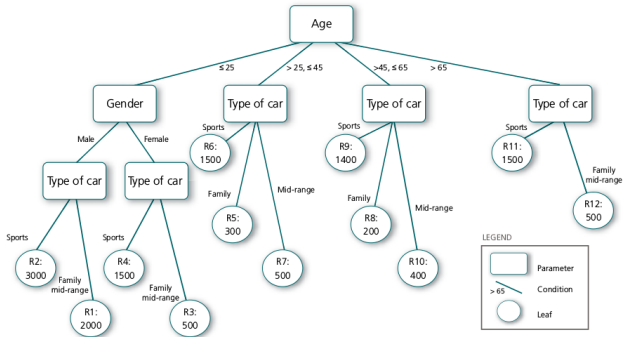 Age
≤ 25
> 25, ≤ 45
>45, ≤ 65
> 65
Gender
Type of car
Type of car
Type of car
Male
Female
Sports
R6:
1500
Sports
R9:
1400
Sports
R11:
1500
Type of car
Type of car
Family
Mid-range
Family
Mid-range
Family
mid-range
R5:
300
R8:
200
R12:
500
Sports
Sports
R2:
3000
Family
mid-range
R4:
1500
Family
mid-range
R7:
500
R10:
400
R1:
2000
R3:
500
LEGEND
Parameter
> 65
Condition
Leaf